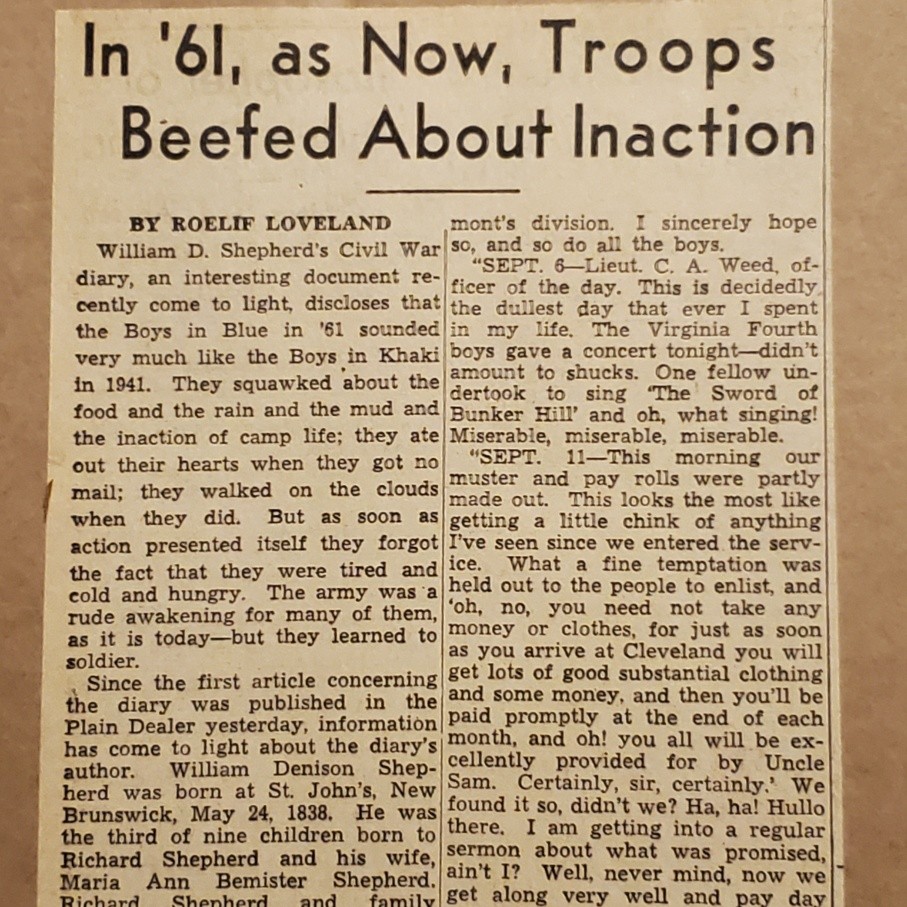 In '61, as Now, Troops
Beefed About Inaction
BY ROELIF LOVELAND
William D. Shepherd's Civil War
diary, an interesting document re-
cently come to light, discloses that
the Boys in Blue in '61 sounded
very much like the Boys in Khaki
in 1941. They squawked about the
food and the rain and the mud and
the inaction of camp life; they ate
out their hearts when they got no
mail; they walked on the clouds
when they did. But as soon as
action presented itself they forgot
the fact that they were tired and
cold and hungry. The army was a
rude awakening for many of them,
as it is today—but they learned to
soldier.
Since the first article concerning
the diary was published in the
Plain Dealer yesterday, information
has come to light about the diary's
author. William Denison Shep-
herd was born at St. John's, New
Brunswick, May 24, 1838. He was
the third of nine children born to
Richard Shepherd and his wife,
Maria Ann Bemister Shepherd.
Richard Shepherd and family
mont's division. I sincerely hope
so, and so do all the boys.
"SEPT. 6—Lieut. C. A. Weed, of-
ficer of the day. This is decidedly
the dullest day that ever I spent
in my life. The Virginia Fourth
boys gave a concert tonight—didn't
amount to shucks. One fellow un-
dertook to sing 'The Sword of
Bunker Hill' and oh, what singing!
Miserable, miserable, miserable.
"SEPT. 11—This morning our
muster and pay rolls were partly
made out. This looks the most like
getting a little chink of anything
I've seen since we entered the serv-
ice. What a fine temptation was
held out to the people to enlist, and
'oh, no, you need not take any
money or clothes, for just as soon
as you arrive at Cleveland you will
get lots of good substantial clothing
and some money, and then you'll be
paid promptly at the end of each
month, and oh! you all will be ex-
cellently provided for by Uncle
Sam. Certainly, sir, certainly.' We
found it so, didn't we? Ha, ha! Hullo
there. I am getting into a regular
sermon about what was promised,
ain't I? Well, never mind, now we
get along very well and pay day